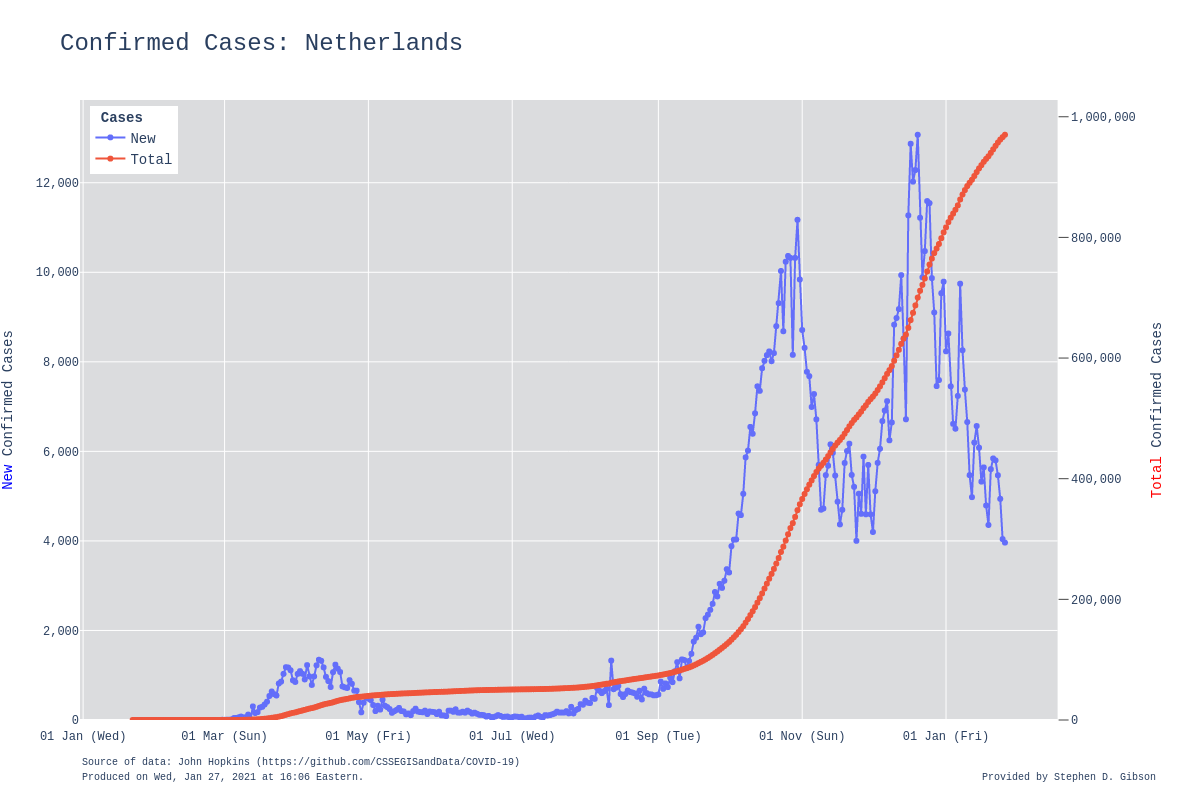 Confirmed Cases: Netherlands
Cases
New
Total
12,000
10,000
8,000
6,000
4,000
2,000
0
New Confirmed Cases
1,000,000
800,000
600,000
400,000
200,000
0
Total Confirmed Cases
01 Jan (Wed) 01 Mar (Sun) 01 May (Fri) 01 Jul (Wed) 01 Sep (Tue) 01 Nov (Sun) 01 Jan (Fri)
Source of data: John Hopkins (https://github.com/CSSEGISandData/COVID-19)
Produced on Wed, Jan 27, 2021 at 16:06 Eastern.
Provided by Stephen D. Gibson